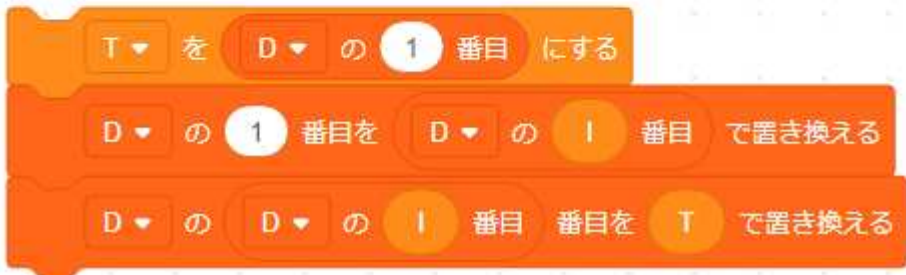 T を D の 1 番目 にする
D の 1 番目を D の I 番目 で置き換える
D の D の I 番目 番目を T で置き換える